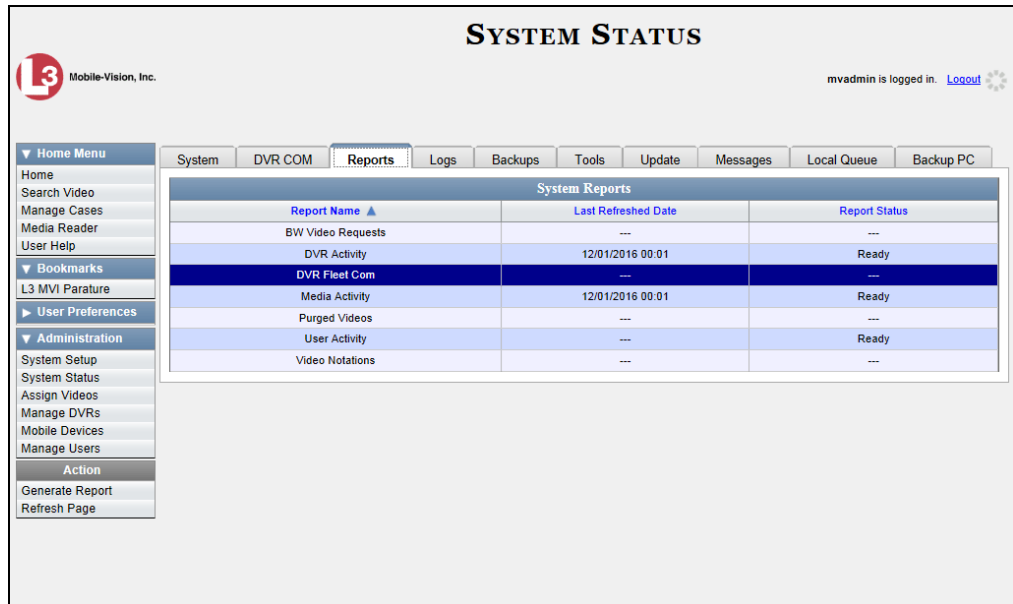 SYSTEM STATUS
L3 Mobile-Vision, Inc.
mvadmin is logged in. Logout
▼ Home Menu
Home
Search Video
Manage Cases
Media Reader
User Help
▼ Bookmarks
L3 MVI Parature
▶ User Preferences
▼ Administration
System Setup
System Status
Assign Videos
Manage DVRs
Mobile Devices
Manage Users
Action
Generate Report
Refresh Page
System DVR COM Reports Logs Backups Tools Update Messages Local Queue Backup PC
System Reports
Report Name ▲ Last Refreshed Date Report Status
BW Video Requests --- ---
DVR Activity 12/01/2016 00:01 Ready
DVR Fleet Com --- ---
Media Activity 12/01/2016 00:01 Ready
Purged Videos --- ---
User Activity --- Ready
Video Notations --- ---